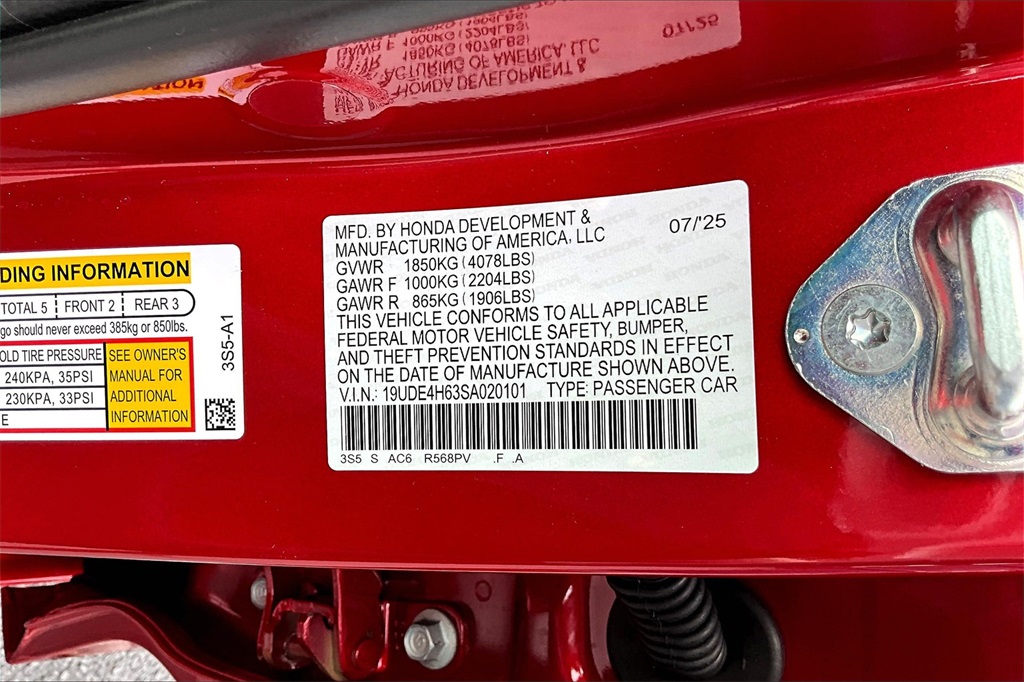 MFD. BY HONDA DEVELOPMENT & 07/'25
MANUFACTURING OF AMERICA, LLC
GVWR 1850KG (4078LBS)
GAWR F 1000KG (2204LBS)
GAWR R 865KG (1906LBS)
THIS VEHICLE CONFORMS TO ALL APPLICABLE
FEDERAL MOTOR VEHICLE SAFETY, BUMPER,
AND THEFT PREVENTION STANDARDS IN EFFECT
ON THE DATE OF MANUFACTURE SHOWN ABOVE.
V.I.N.: 19UDE4H63SA020101 TYPE: PASSENGER CAR
3S5 S AC6 R568PV .F .A
DING INFORMATION
TOTAL 5 FRONT 2 REAR 3
go should never exceed 385kg or 850lbs.
OLD TIRE PRESSURE
240KPA, 35PSI
230KPA, 33PSI
E
SEE OWNER'S
MANUAL FOR
ADDITIONAL
INFORMATION
3S5-A1